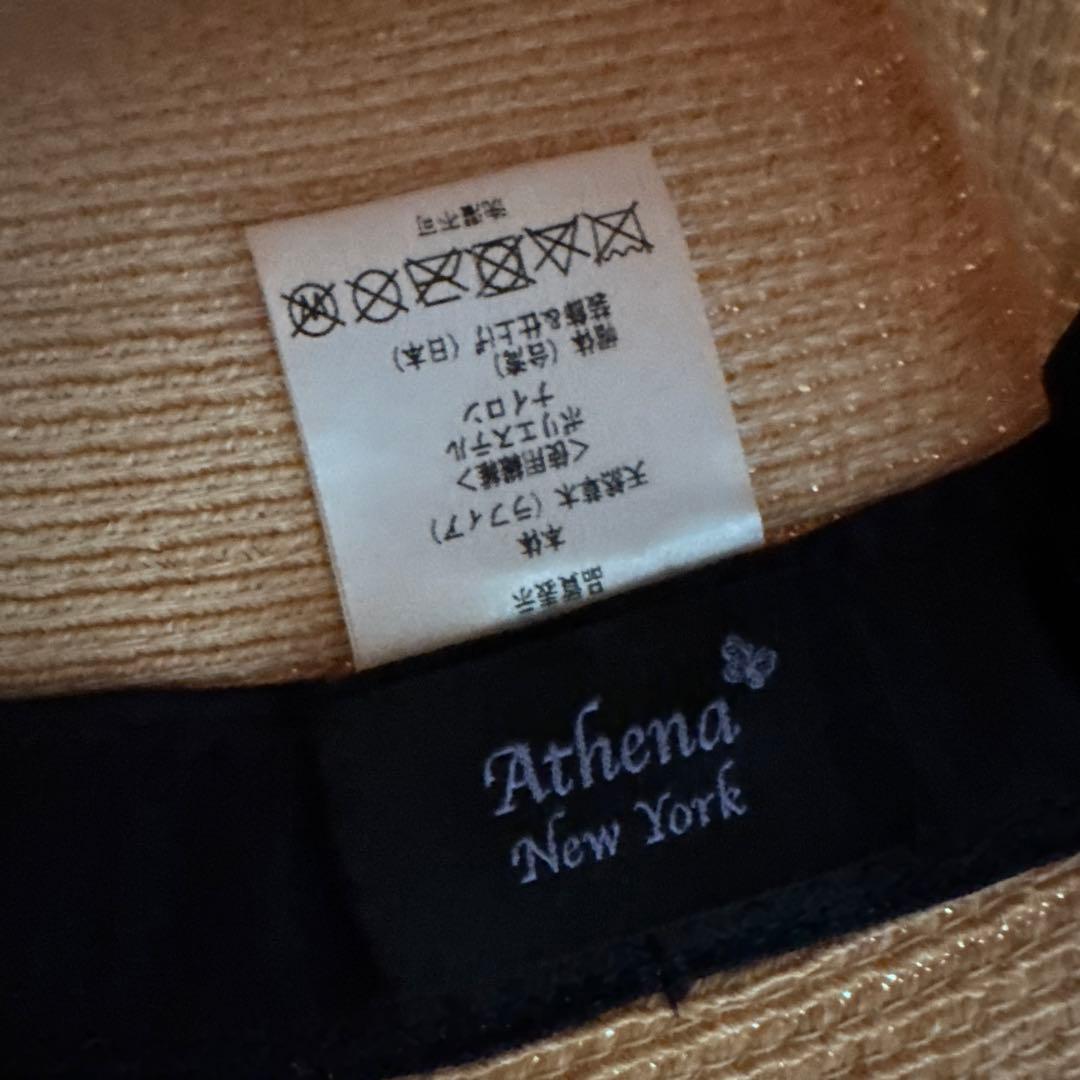 品質表示
本体
天然草木（ラフィア）
<使用繊維>
ポリエステル
ナイロン
帽体（台湾）
装飾&仕上げ（日本）
洗濯不可
Athena
New York